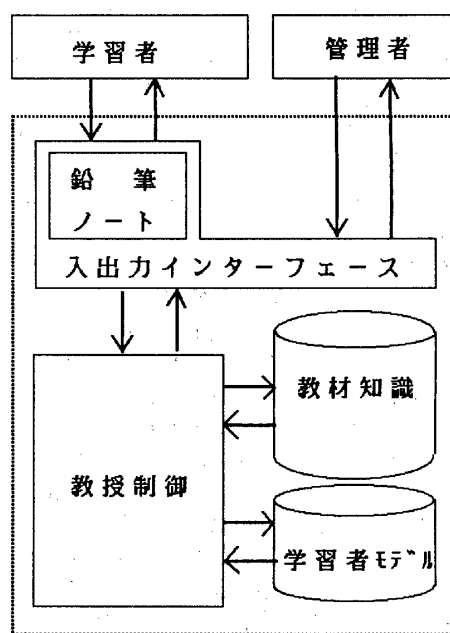 学習者
管理者
鉛筆
ノート
入出力インターフェース
教材知識
教授制御
学習者ﾓﾃﾞﾙ